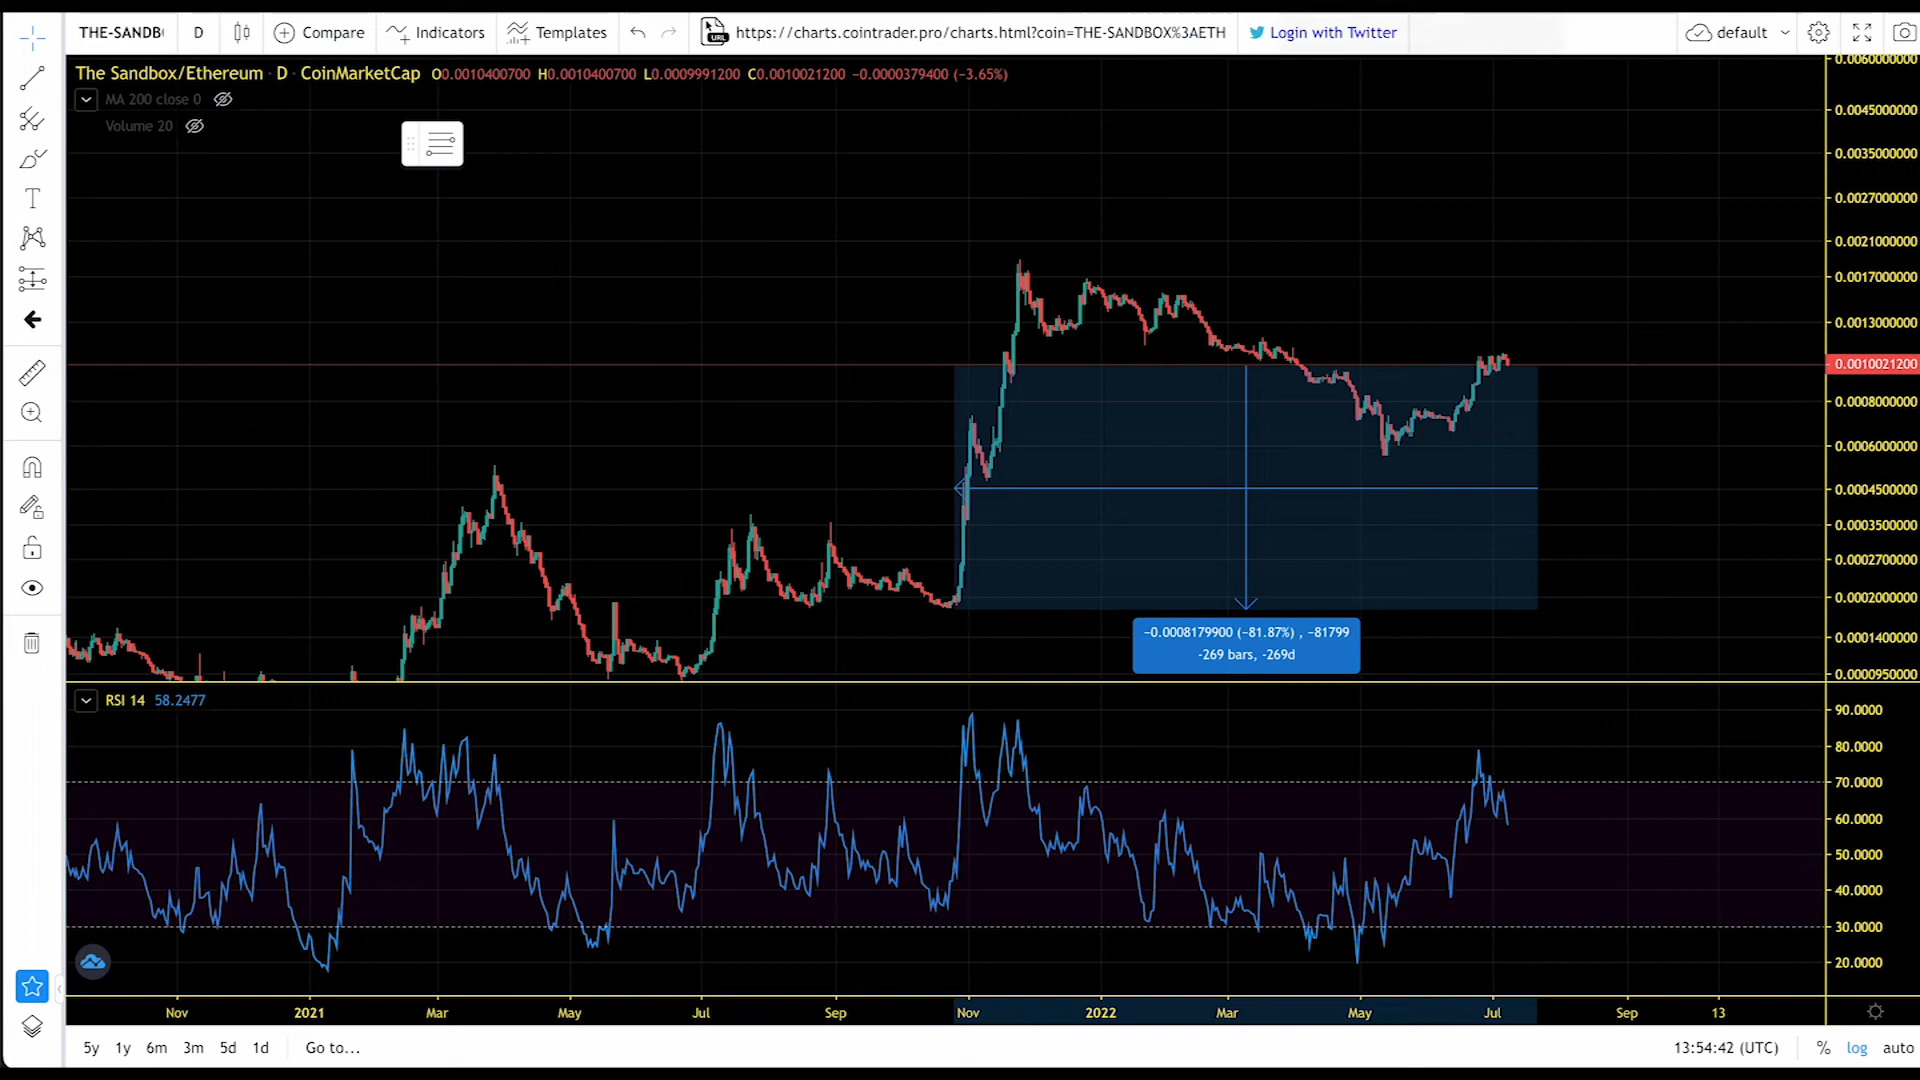 THE-SANDB D Compare Indicators Templates URL https://charts.cointrader.pro/charts.html?coin=THE-SANDBOX%3AETH Login with Twitter default
The Sandbox/Ethereum · D · CoinMarketCap O0.0010400700 H0.0010400700 L0.0009991200 C0.0010021200 −0.0000379400 (−3.65%)
MA 200 close 0
Volume 20
0.0060000000
0.0045000000
0.0035000000
0.0027000000
0.0021000000
0.0017000000
0.0013000000
0.0010021200
0.0008000000
0.0006000000
0.0004500000
0.0003500000
0.0002700000
0.0002000000
0.0001400000
0.0000950000
−0.0008179900 (−81.87%) , −81799
-269 bars, -269d
RSI 14 58.2477
90.0000
80.0000
70.0000
60.0000
50.0000
40.0000
30.0000
20.0000
Nov 2021 Mar May Jul Sep Nov 2022 Mar May Jul Sep 13
5y 1y 6m 3m 5d 1d Go to... 13:54:42 (UTC) % log auto